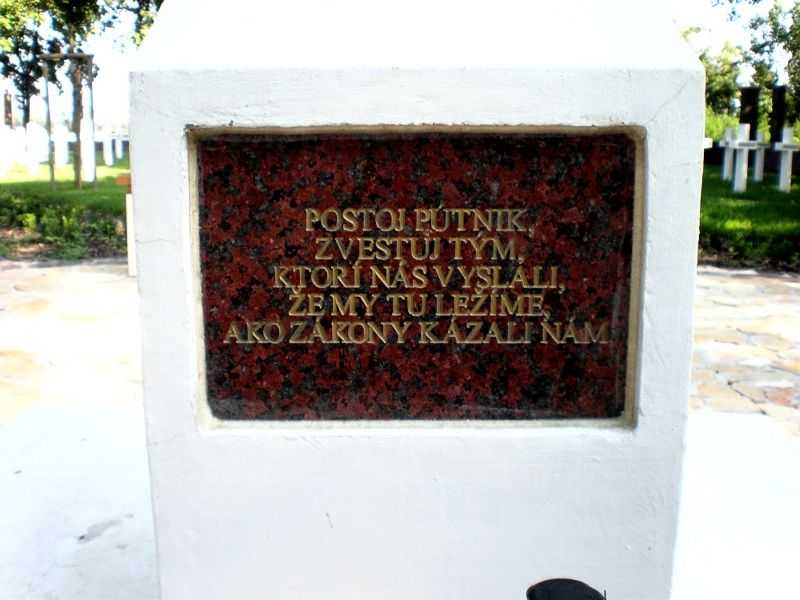 POSTOJ PÚTNIK,
ZVESTUJ TÝM,
KTORÍ NÁS VYSLALI,
ŽE MY TU LEŽÍME,
AKO ZÁKONY KÁZALI NÁM